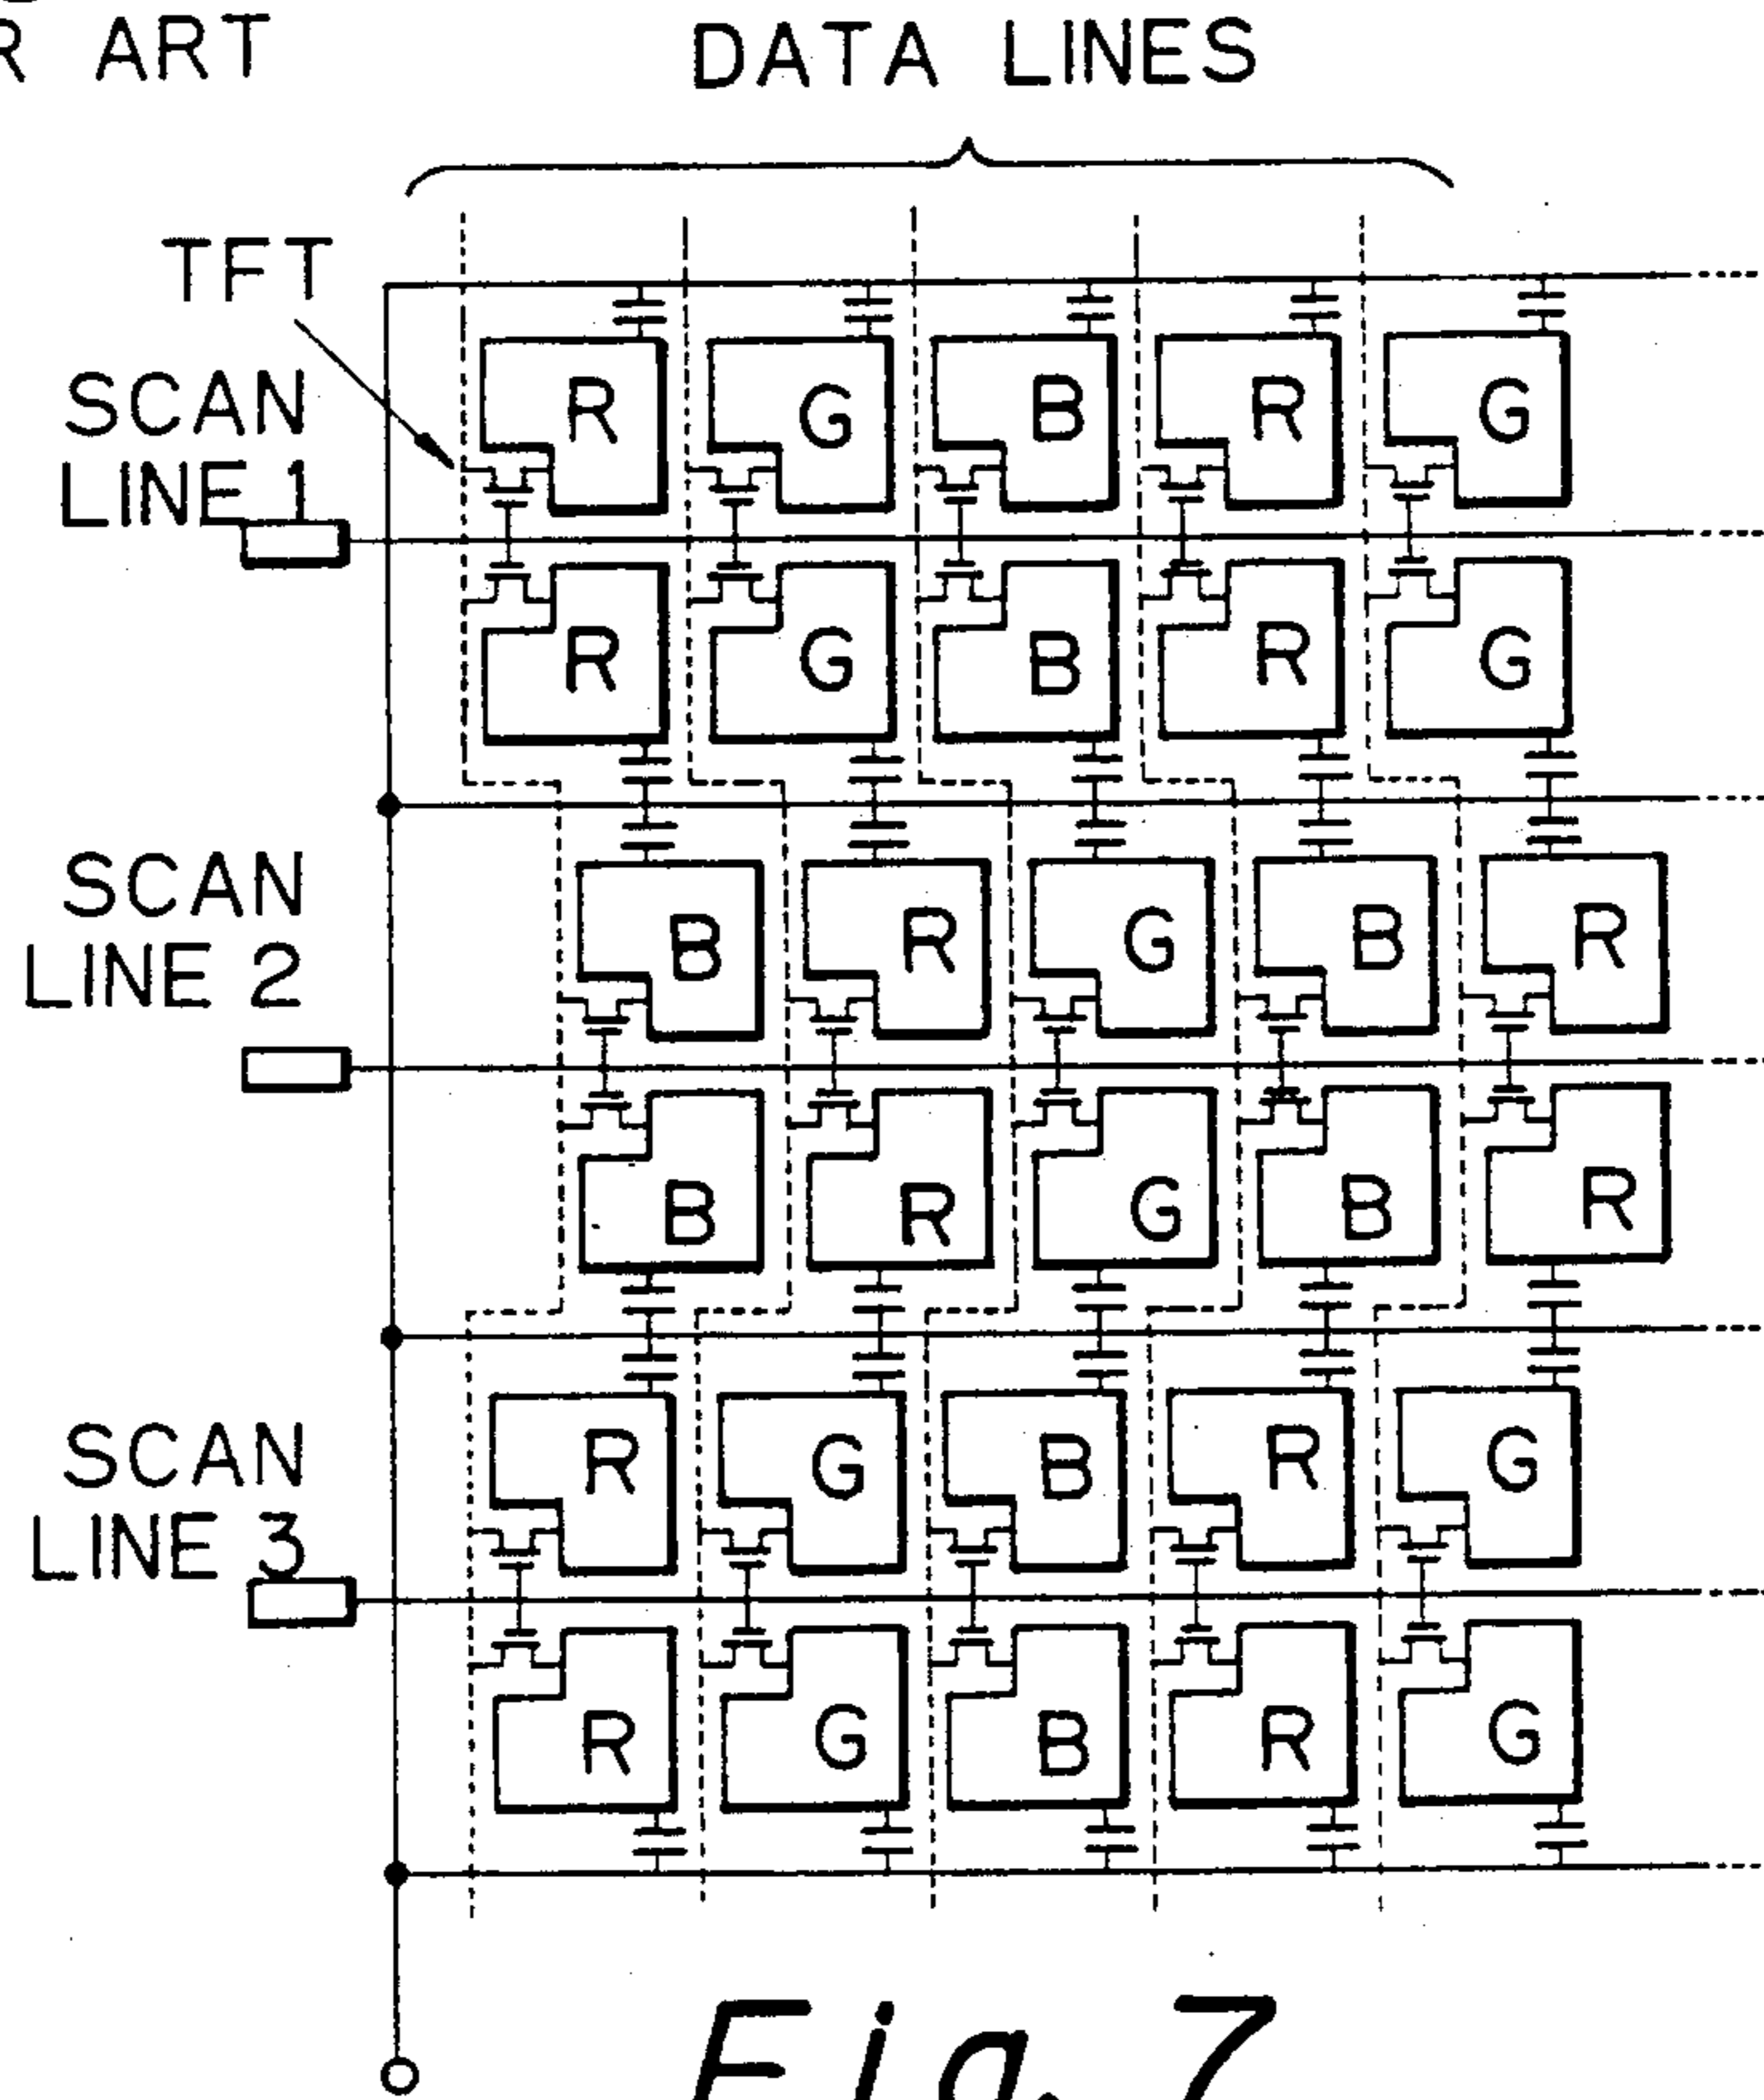 R ART
DATA LINES
TFT
SCAN
LINE 1
R G B R G
R G B R G
SCAN
LINE 2
B R G B R
B R G B R
SCAN
LINE 3
R G B R G
R G B R G
Fig. 7